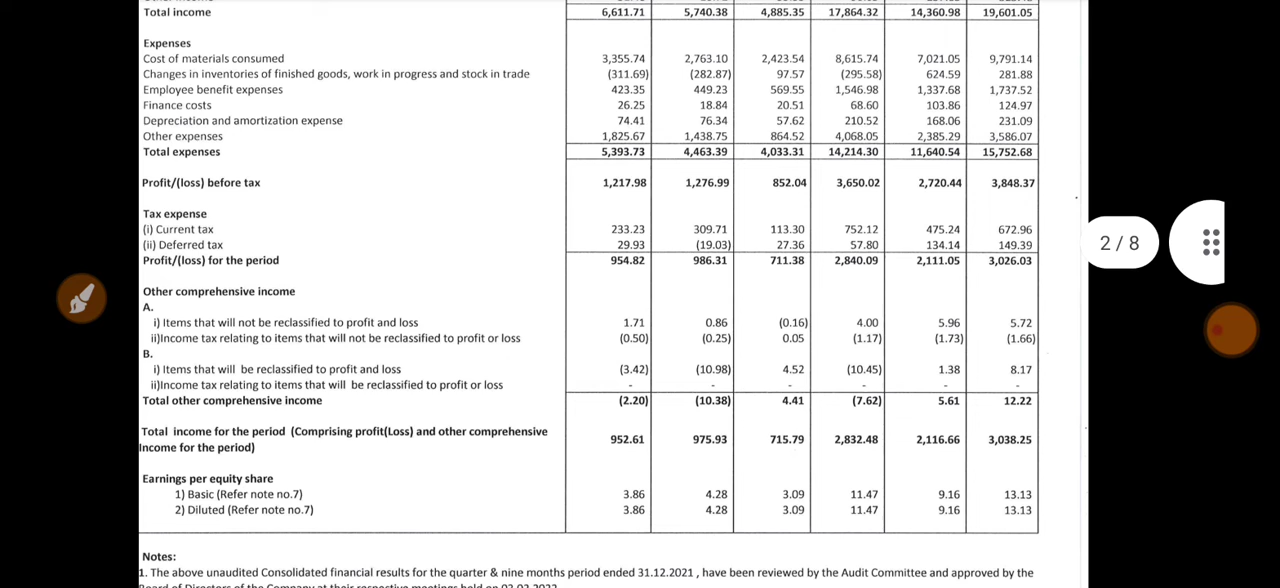 Total income 6,611.71 5,740.38 4,885.35 17,864.32 14,360.98 19,601.05
Expenses
Cost of materials consumed 3,355.74 2,763.10 2,423.54 8,615.74 7,021.05 9,791.14
Changes in inventories of finished goods, work in progress and stock in trade (311.69) (282.87) 97.57 (295.58) 624.59 281.88
Employee benefit expenses 423.35 449.23 569.55 1,546.98 1,337.68 1,737.52
Finance costs 26.25 18.84 20.51 68.60 103.86 124.97
Depreciation and amortization expense 74.41 76.34 57.62 210.52 168.06 231.09
Other expenses 1,825.67 1,438.75 864.52 4,068.05 2,385.29 3,586.07
Total expenses 5,393.73 4,463.39 4,033.31 14,214.30 11,640.54 15,752.68
Profit/(loss) before tax 1,217.98 1,276.99 852.04 3,650.02 2,720.44 3,848.37
Tax expense
(i) Current tax 233.23 309.71 113.30 752.12 475.24 672.96
(ii) Deferred tax 29.93 (19.03) 27.36 57.80 134.14 149.39
2 / 8
Profit/(loss) for the period 954.82 986.31 711.38 2,840.09 2,111.05 3,026.03
Other comprehensive income
A.
i) Items that will not be reclassified to profit and loss 1.71 0.86 (0.16) 4.00 5.96 5.72
ii)Income tax relating to items that will not be reclassified to profit or loss (0.50) (0.25) 0.05 (1.17) (1.73) (1.66)
B.
i) Items that will be reclassified to profit and loss (3.42) (10.98) 4.52 (10.45) 1.38 8.17
ii)Income tax relating to items that will be reclassified to profit or loss - - - - - -
Total other comprehensive income (2.20) (10.38) 4.41 (7.62) 5.61 12.22
Total income for the period (Comprising profit(Loss) and other comprehensive
Income for the period) 952.61 975.93 715.79 2,832.48 2,116.66 3,038.25
Earnings per equity share
1) Basic (Refer note no.7) 3.86 4.28 3.09 11.47 9.16 13.13
2) Diluted (Refer note no.7) 3.86 4.28 3.09 11.47 9.16 13.13
Notes:
1. The above unaudited Consolidated financial results for the quarter & nine months period ended 31.12.2021 , have been reviewed by the Audit Committee and approved by the